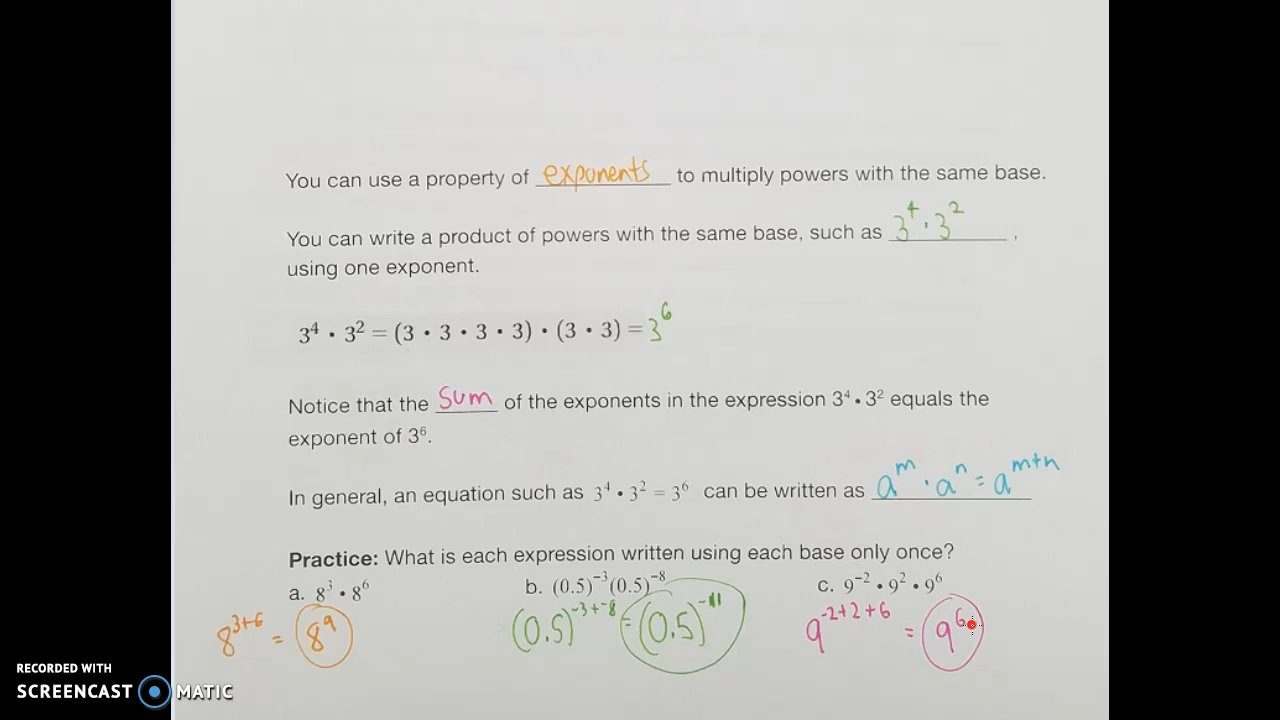 You can use a property of exponents to multiply powers with the same base.
You can write a product of powers with the same base, such as 3⁴ · 3² ,
using one exponent.
3⁴ · 3² = (3 · 3 · 3 · 3) · (3 · 3) = 3⁶
Notice that the sum of the exponents in the expression 3⁴ · 3² equals the
exponent of 3⁶.
In general, an equation such as 3⁴ · 3² = 3⁶ can be written as aᵐ · aⁿ = aᵐ⁺ⁿ
Practice: What is each expression written using each base only once?
a. 8³ · 8⁶ b. (0.5)⁻³(0.5)⁻⁸ c. 9⁻² · 9² · 9⁶
8³⁺⁶ = 8⁹ (0.5)⁻³⁺⁻⁸ = (0.5)⁻¹¹ 9⁻²⁺²⁺⁶ = 9⁶
RECORDED WITH
SCREENCAST MATIC